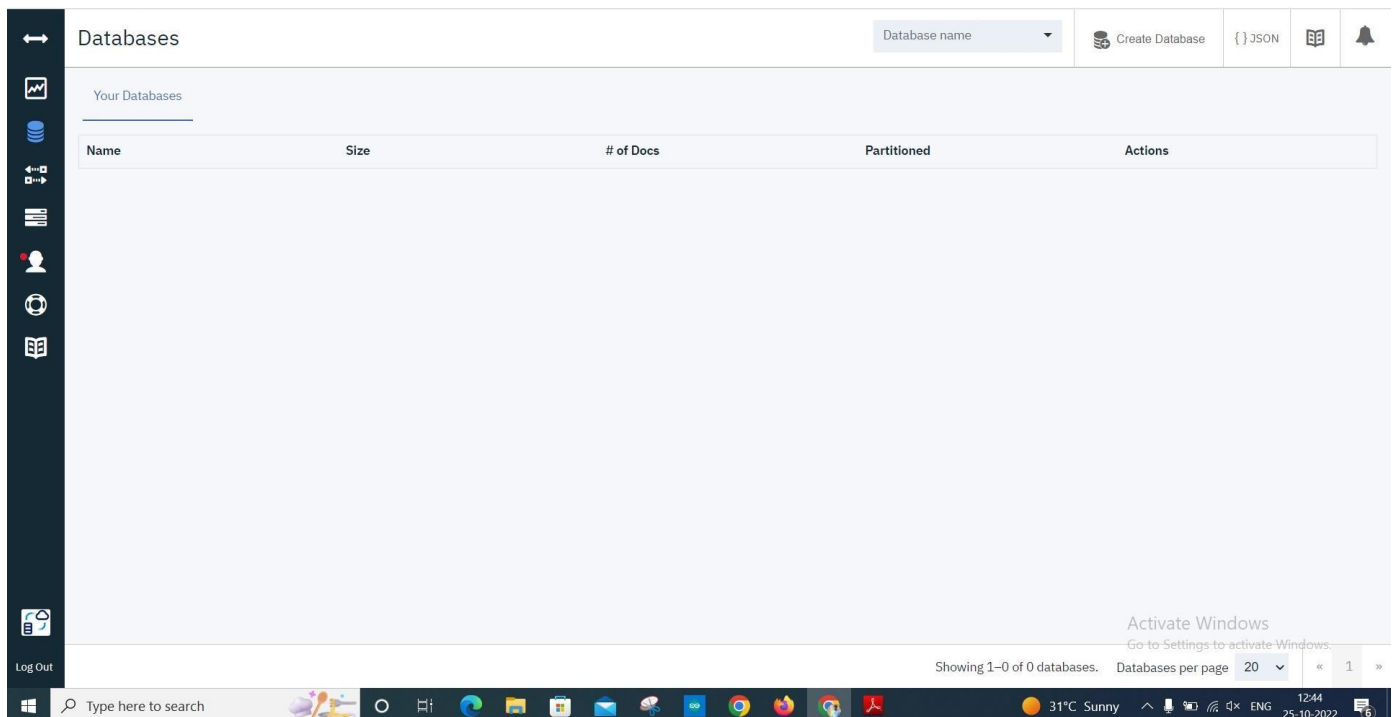 Databases
Database name
Create Database
{ } JSON
Your Databases
Name Size # of Docs Partitioned Actions
Activate Windows
Go to Settings to activate Windows.
Log Out
Showing 1–0 of 0 databases. Databases per page 20 « 1 »
Type here to search
31°C Sunny
ENG
12:44
25-10-2022
6